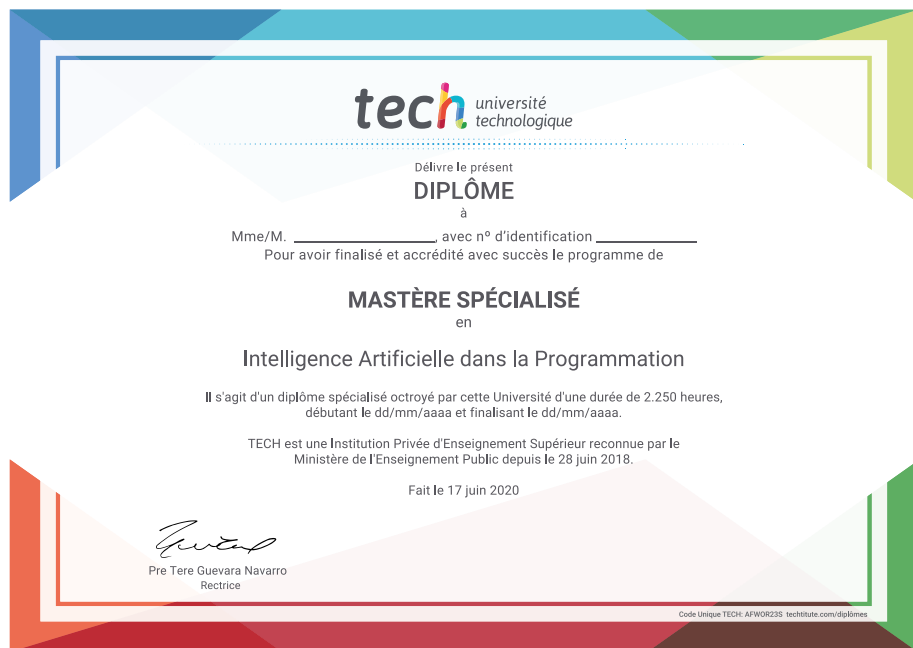 tech université
technologique
Délivre le présent
DIPLÔME
à
Mme/M. ____________, avec nº d'identification ____________
Pour avoir finalisé et accrédité avec succès le programme de
MASTÈRE SPÉCIALISÉ
en
Intelligence Artificielle dans la Programmation
Il s'agit d'un diplôme spécialisé octroyé par cette Université d'une durée de 2.250 heures,
débutant le dd/mm/aaaa et finalisant le dd/mm/aaaa.
TECH est une Institution Privée d'Enseignement Supérieur reconnue par le
Ministère de l'Enseignement Public depuis le 28 juin 2018.
Fait le 17 juin 2020
Pre Tere Guevara Navarro
Rectrice
Code Unique TECH: AFWOR23S techtitute.com/diplômes